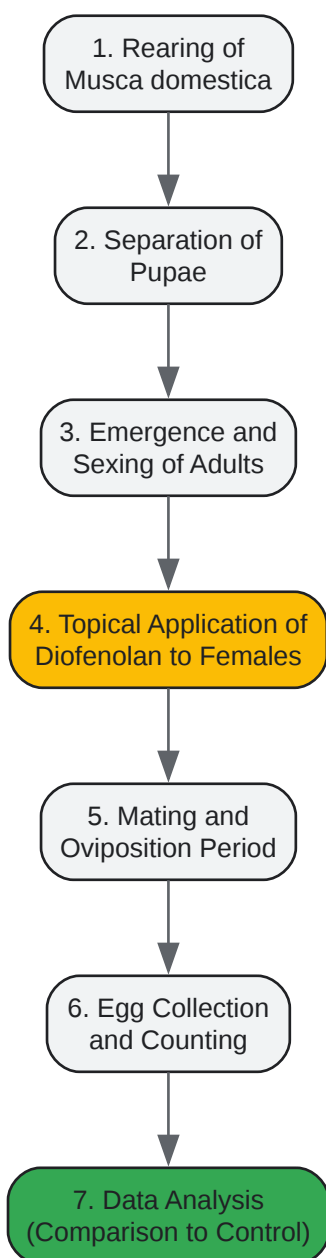 1. Rearing of
Musca domestica
2. Separation of
Pupae
3. Emergence and
Sexing of Adults
4. Topical Application of
Diofenolan to Females
5. Mating and
Oviposition Period
6. Egg Collection
and Counting
7. Data Analysis
(Comparison to Control)